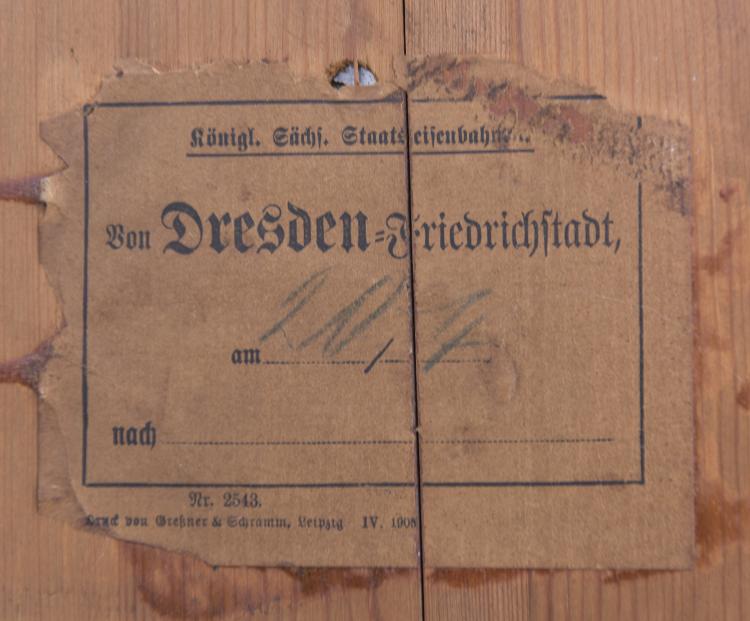 Königl. Sächs. Staatseisenbahnen.
Von Dresden-Friedrichstadt,
am
nach
Nr. 2543.
Druck von Greßner & Schramm, Leipzig IV. 1908